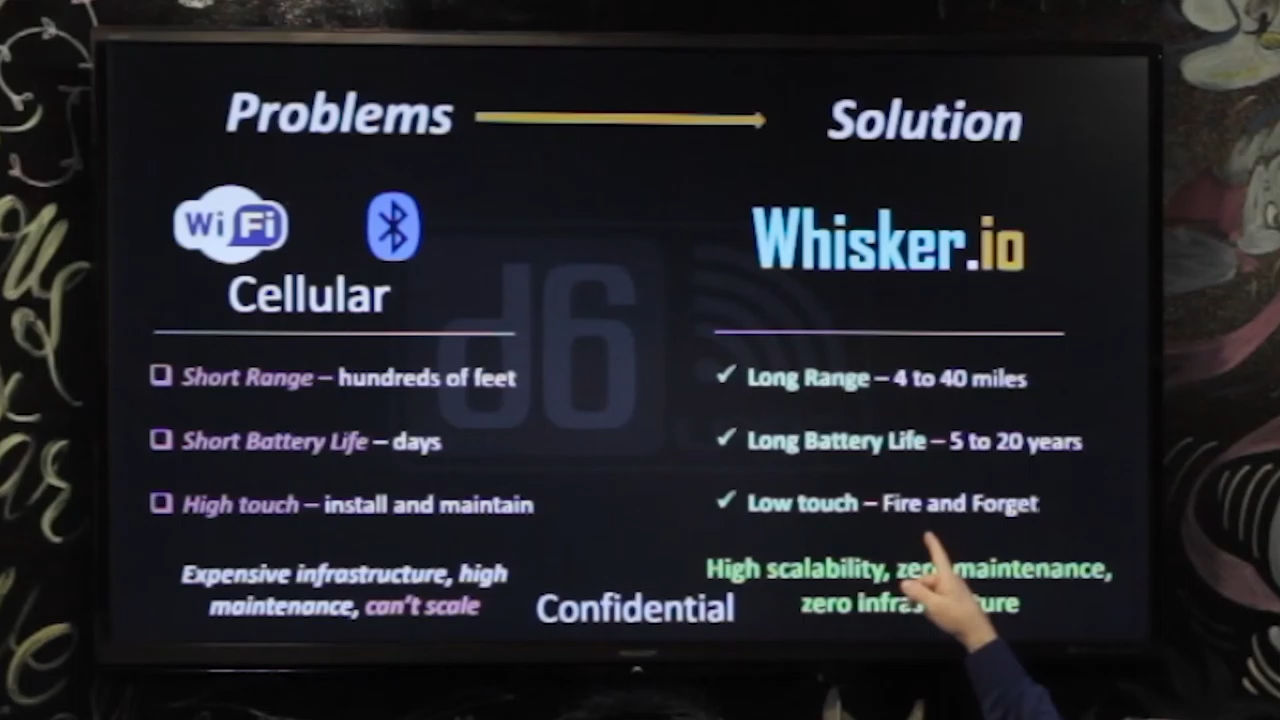 Problems
Solution
Wi Fi
Cellular
Whisker.io
d6
Short Range – hundreds of feet
Short Battery Life – days
High touch – install and maintain
Expensive infrastructure, high
maintenance, can't scale
Long Range – 4 to 40 miles
Long Battery Life – 5 to 20 years
Low touch – Fire and Forget
High scalability, zero maintenance,
zero
Confidential